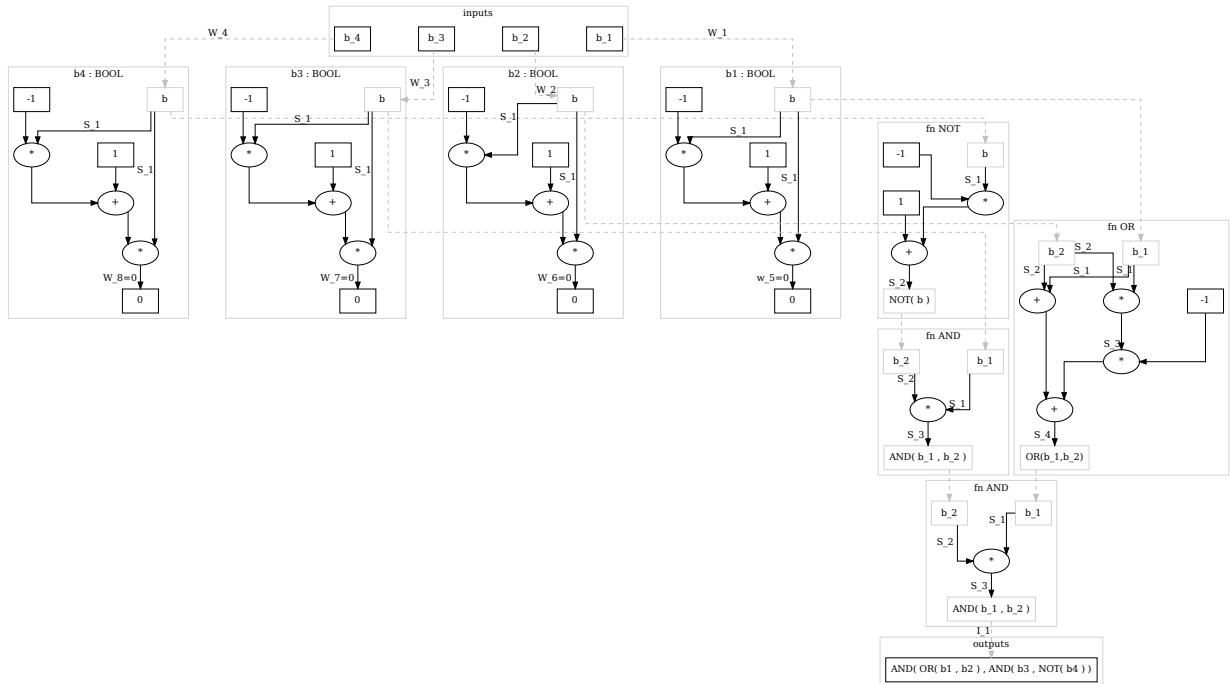 inputs
b_4
b_3
b_2
b_1
W_4
W_3
W_2
W_1
b4 : BOOL
-1
b
S_1
*
1
S_1
+
*
W_8=0
0
b3 : BOOL
-1
b
S_1
*
1
S_1
+
*
W_7=0
0
b2 : BOOL
-1
b
S_1
*
1
S_1
+
*
W_6=0
0
b1 : BOOL
-1
b
S_1
*
1
S_1
+
*
w_5=0
0
fn NOT
-1
b
S_1
1
*
+
S_2
NOT( b )
fn OR
b_2
S_2
b_1
S_2
S_1
S_1
+
*
-1
S_3
*
+
S_4
OR(b_1,b_2)
fn AND
b_2
b_1
S_2
S_1
*
S_3
AND( b_1 , b_2 )
fn AND
b_2
b_1
S_1
S_2
*
S_3
AND( b_1 , b_2 )
I_1
outputs
AND( OR( b1 , b2 ) , AND( b3 , NOT( b4 ) ) )